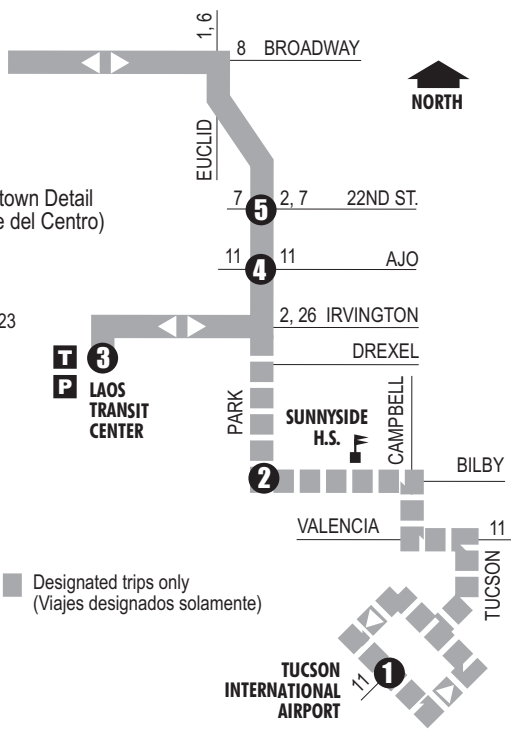 1, 6
8 BROADWAY
NORTH
EUCLID
town Detail
e del Centro)
7
5
2, 7
22ND ST.
11
4
11
AJO
23
2, 26 IRVINGTON
T
3
DREXEL
P
LAOS
TRANSIT
CENTER
PARK
SUNNYSIDE
H.S.
CAMPBELL
2
BILBY
VALENCIA
11
TUCSON
Designated trips only
(Viajes designados solamente)
TUCSON
INTERNATIONAL
AIRPORT
11
1